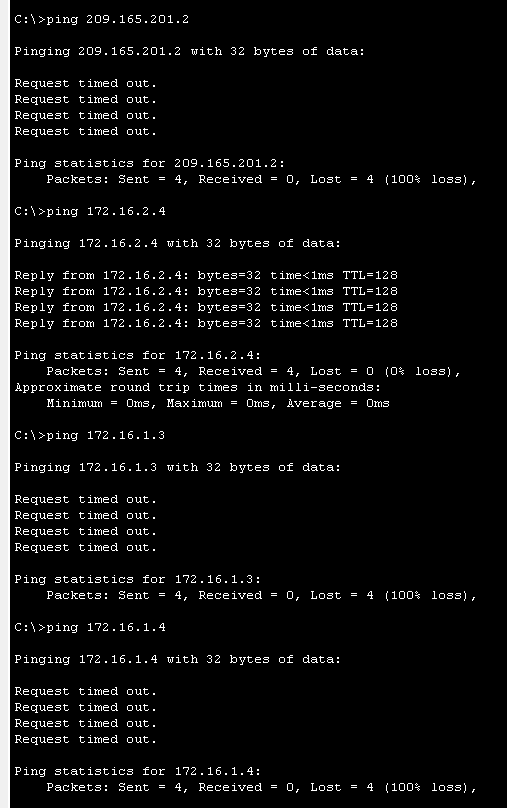 C:\>ping 209.165.201.2
Pinging 209.165.201.2 with 32 bytes of data:
Request timed out.
Request timed out.
Request timed out.
Request timed out.
Ping statistics for 209.165.201.2:
    Packets: Sent = 4, Received = 0, Lost = 4 (100% loss),
C:\>ping 172.16.2.4
Pinging 172.16.2.4 with 32 bytes of data:
Reply from 172.16.2.4: bytes=32 time<1ms TTL=128
Reply from 172.16.2.4: bytes=32 time<1ms TTL=128
Reply from 172.16.2.4: bytes=32 time<1ms TTL=128
Reply from 172.16.2.4: bytes=32 time<1ms TTL=128
Ping statistics for 172.16.2.4:
    Packets: Sent = 4, Received = 4, Lost = 0 (0% loss),
Approximate round trip times in milli-seconds:
    Minimum = 0ms, Maximum = 0ms, Average = 0ms
C:\>ping 172.16.1.3
Pinging 172.16.1.3 with 32 bytes of data:
Request timed out.
Request timed out.
Request timed out.
Request timed out.
Ping statistics for 172.16.1.3:
    Packets: Sent = 4, Received = 0, Lost = 4 (100% loss),
C:\>ping 172.16.1.4
Pinging 172.16.1.4 with 32 bytes of data:
Request timed out.
Request timed out.
Request timed out.
Request timed out.
Ping statistics for 172.16.1.4:
    Packets: Sent = 4, Received = 0, Lost = 4 (100% loss),